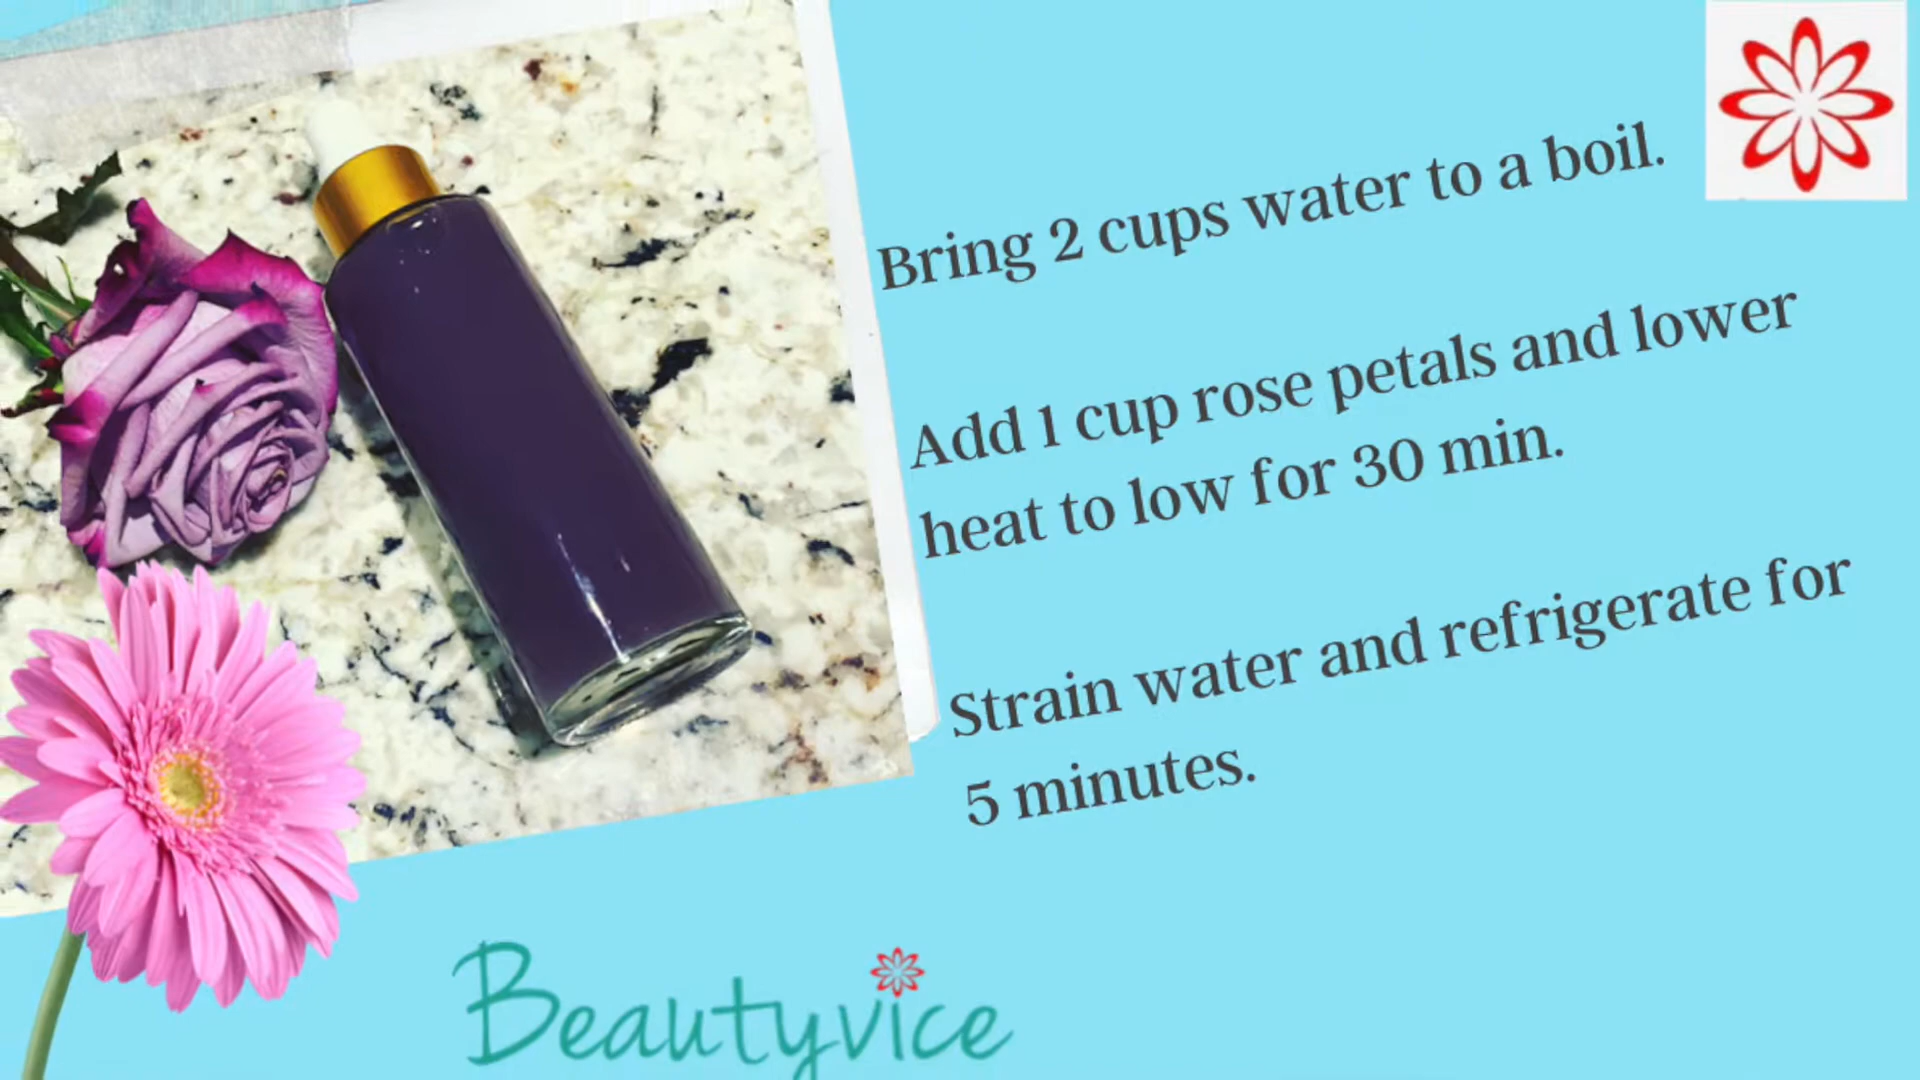 Bring 2 cups water to a boil.
Add 1 cup rose petals and lower
heat to low for 30 min.
Strain water and refrigerate for
5 minutes.
Beautyvice